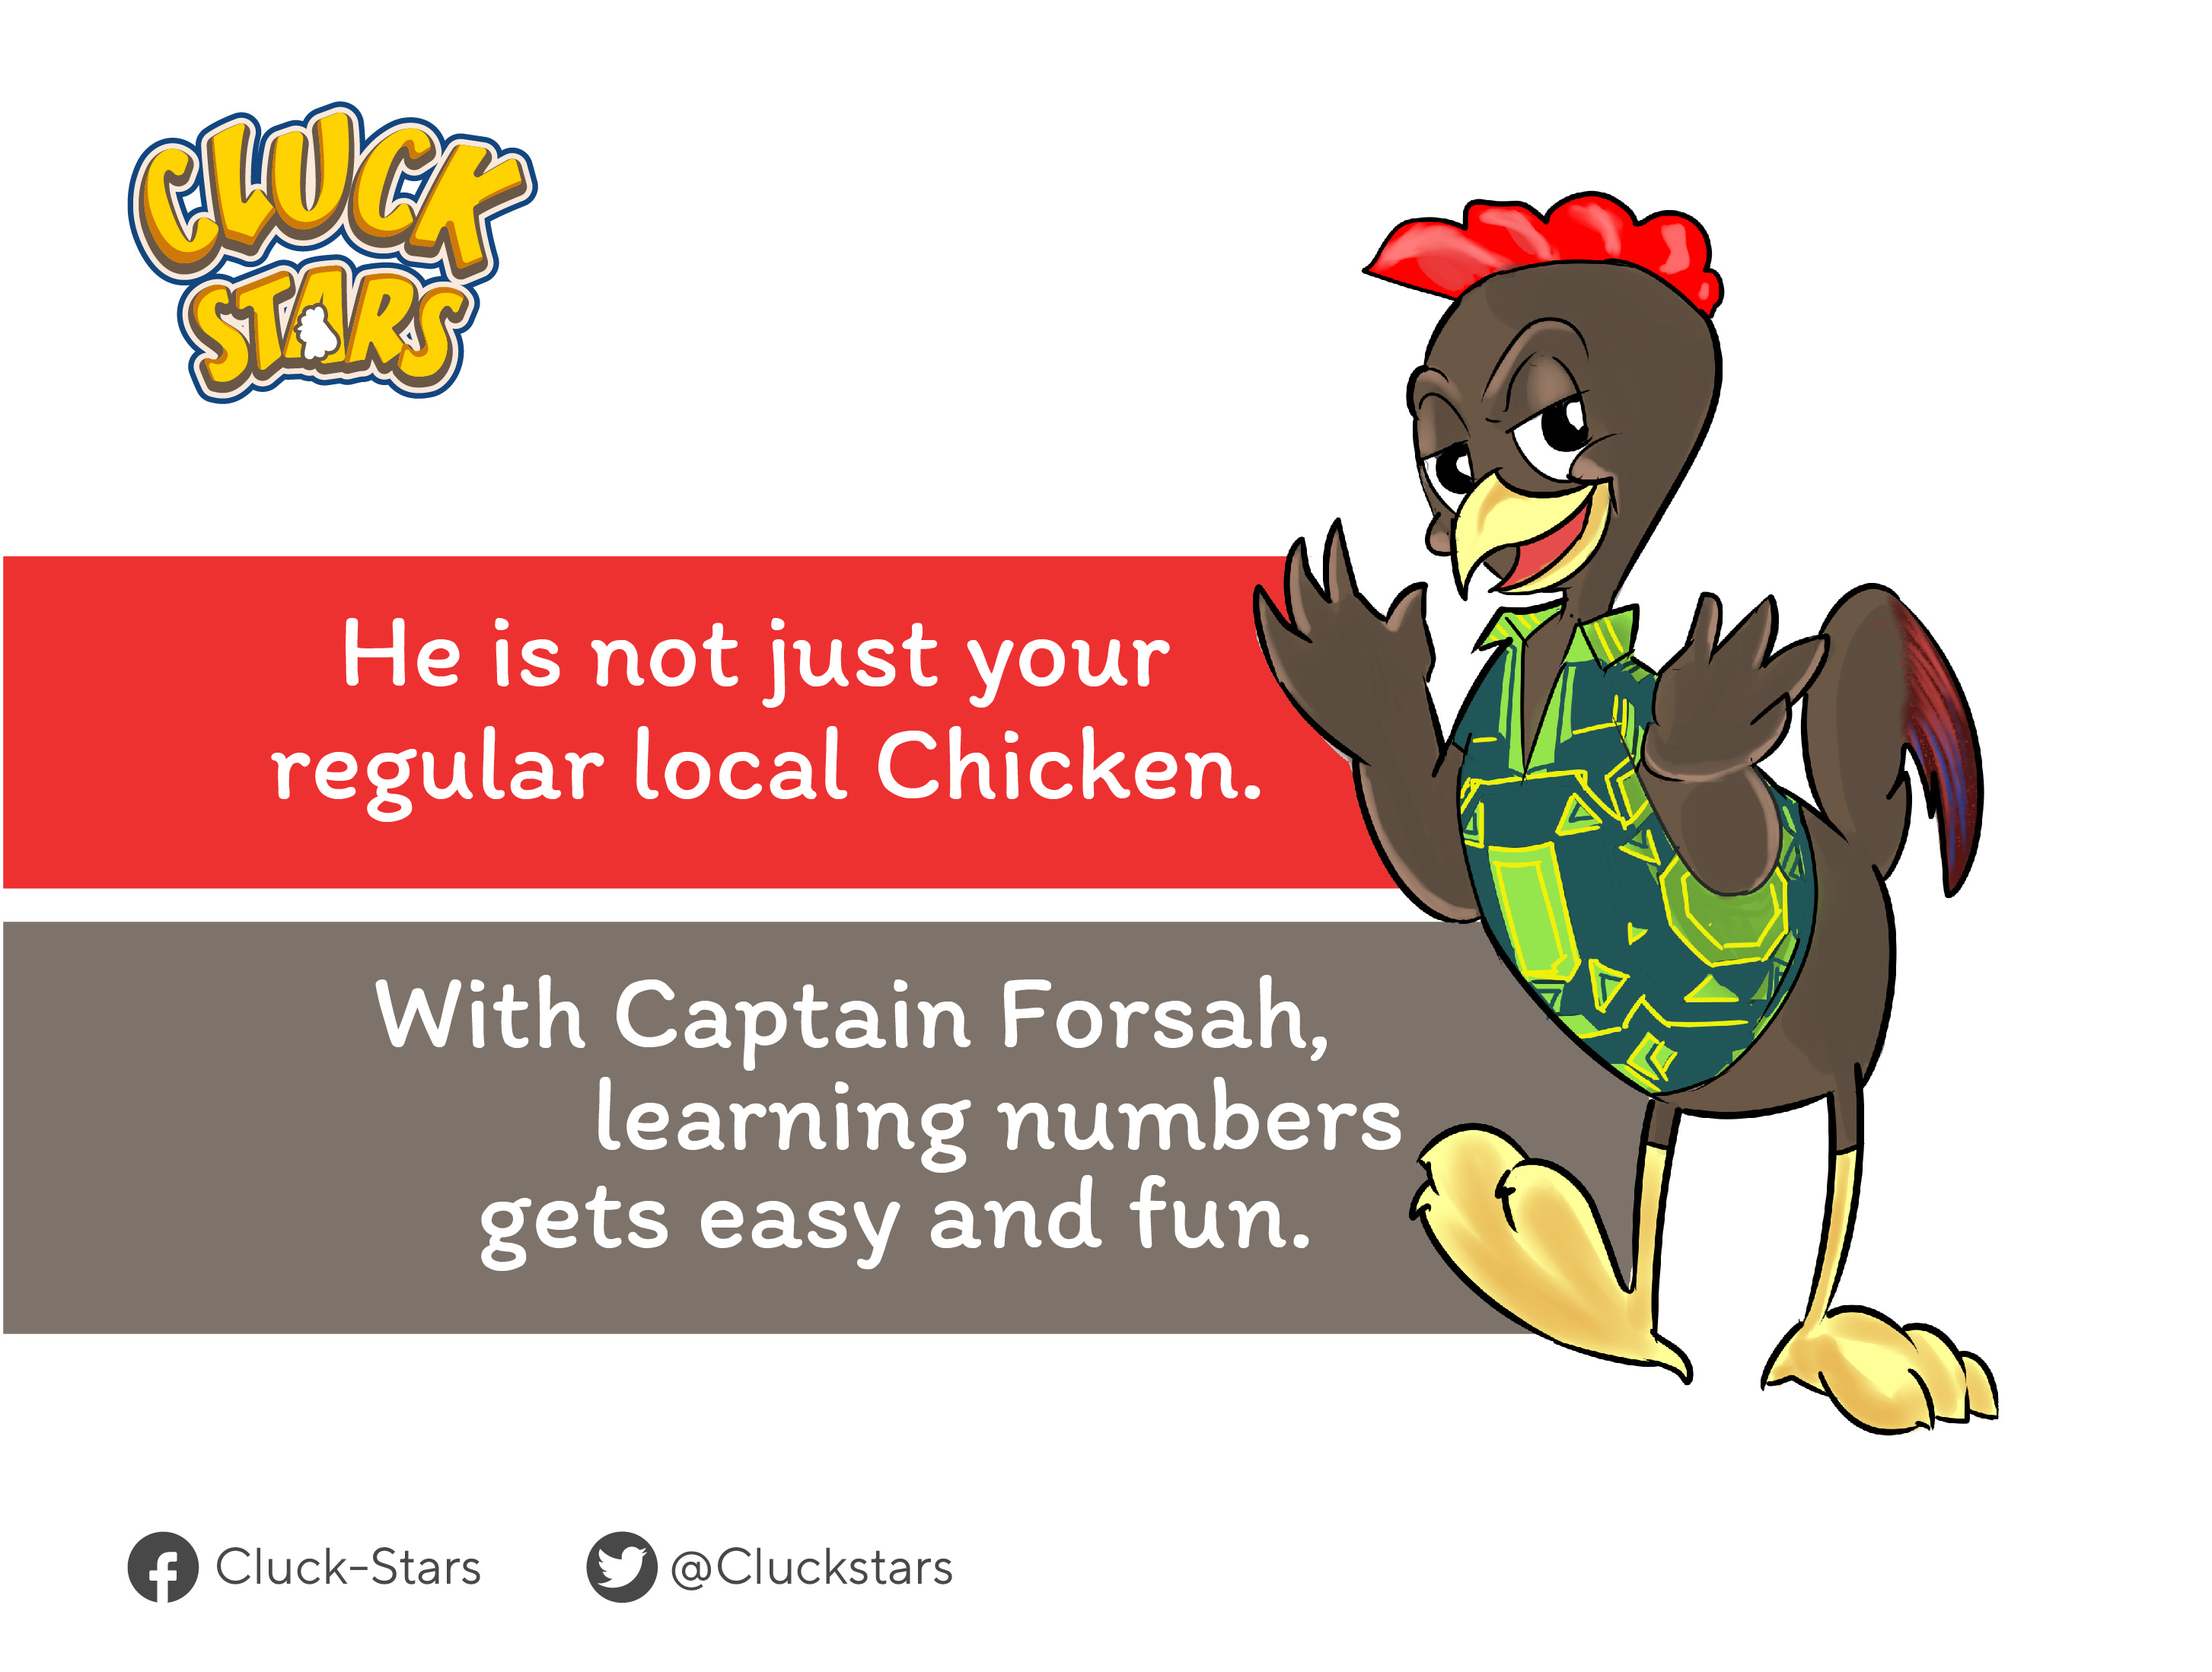 CLUCK
STARS
He is not just your
regular local Chicken.
With Captain Forsah,
learning numbers
gets easy and fun.
Cluck-Stars
@Cluckstars